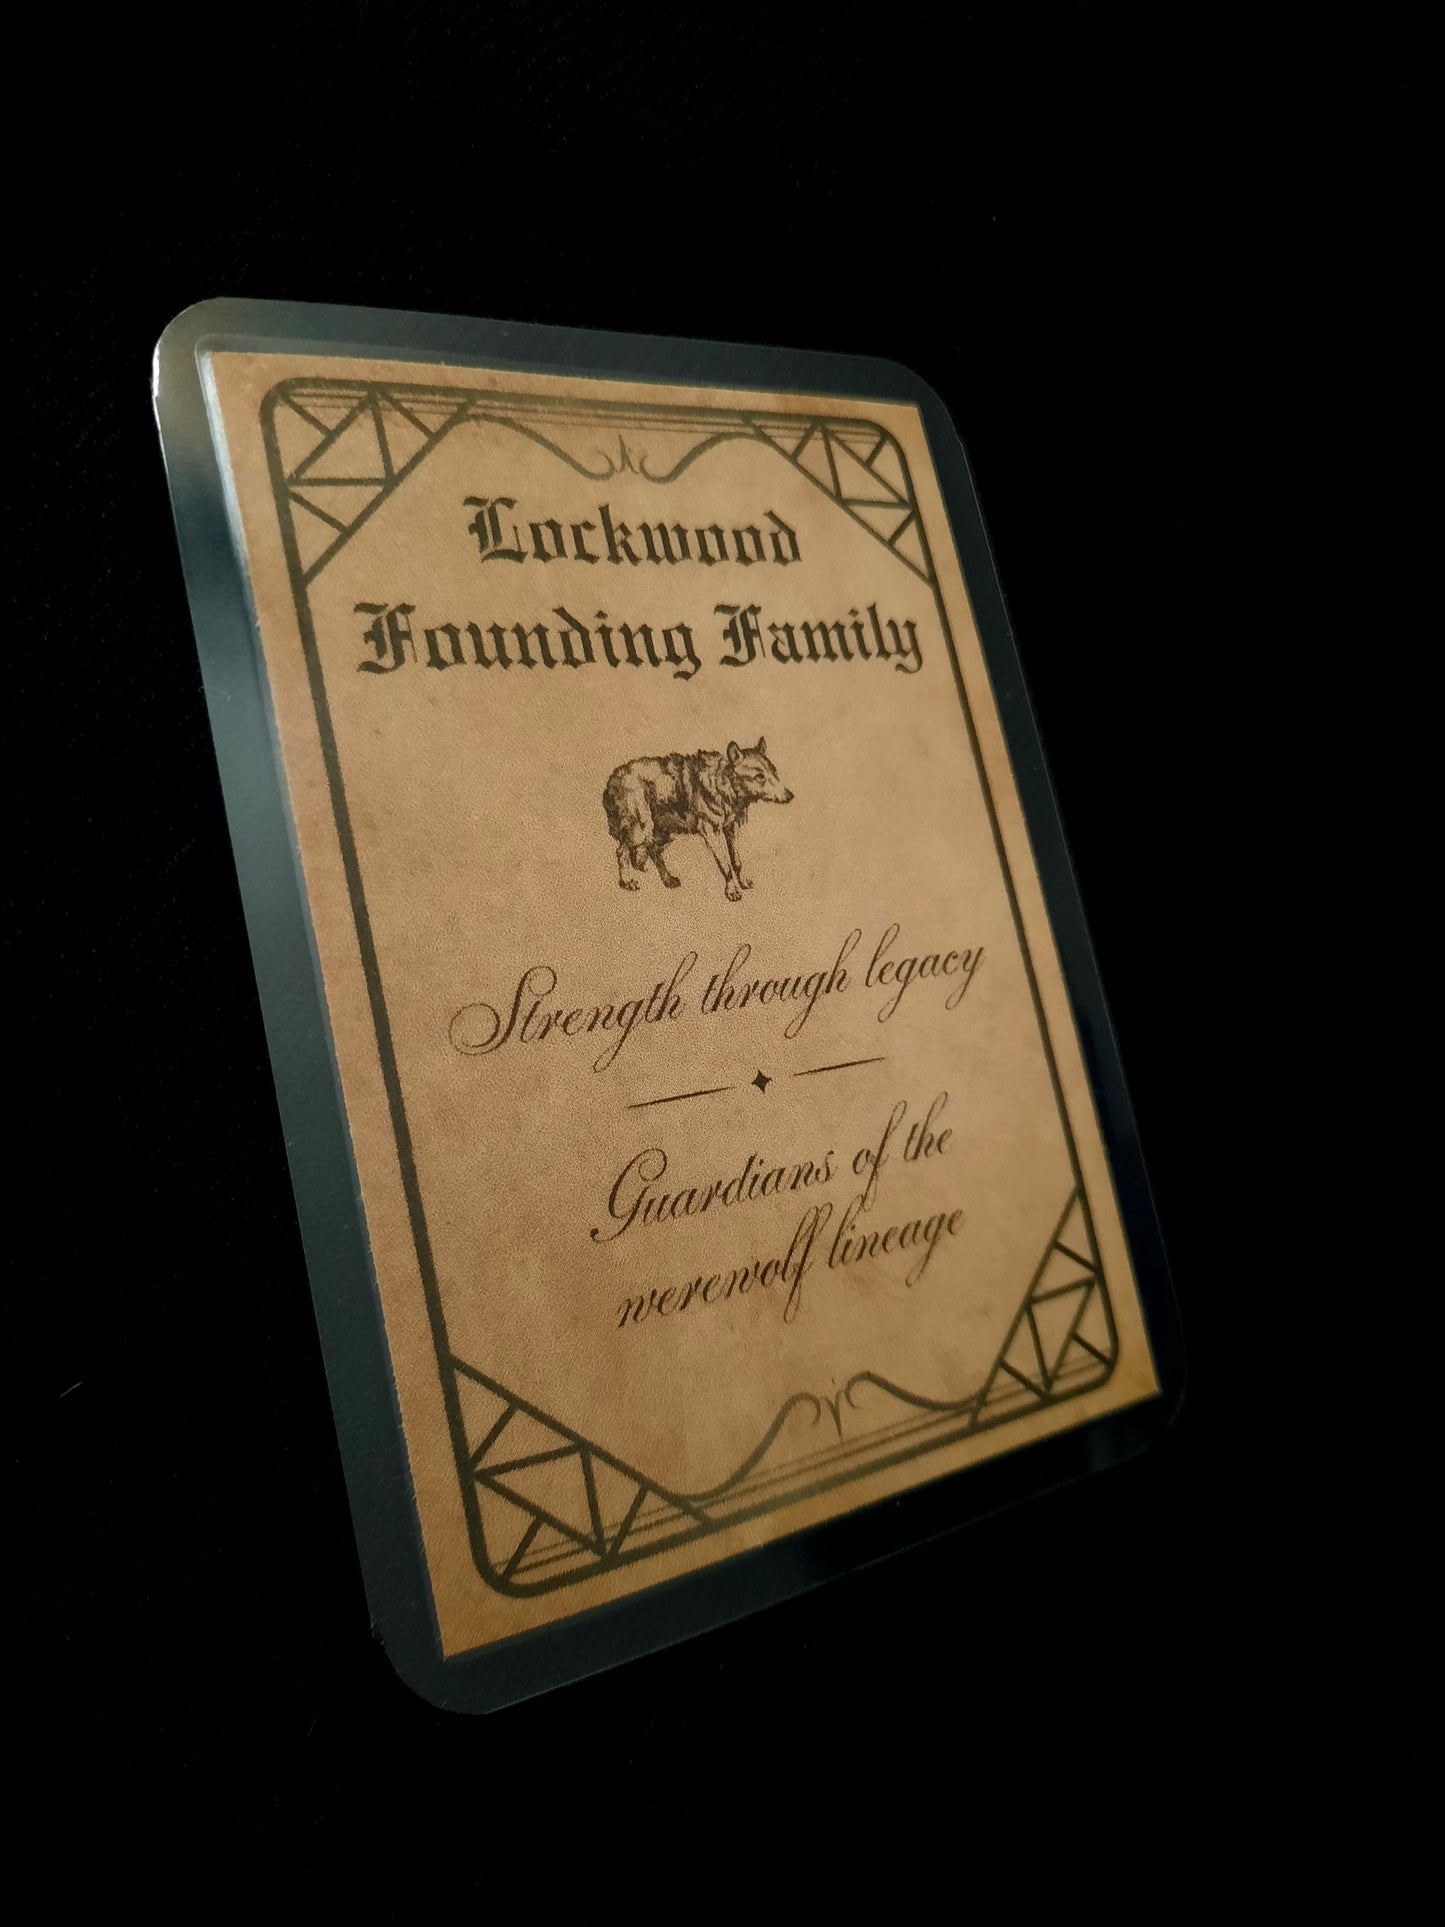 Lockwood
Founding Family
Strength through legacy
Guardians of the
werewolf lineage